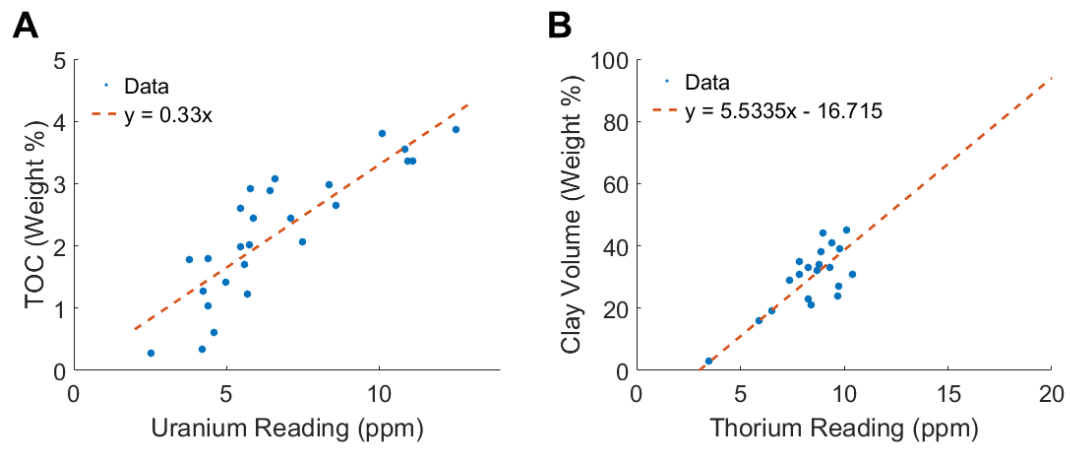 A
TOC (Weight %)
5
4
3
2
1
0
Data
y = 0.33x
0
5
10
Uranium Reading (ppm)
B
Clay Volume (Weight %)
100
80
60
40
20
0
Data
y = 5.5335x - 16.715
0
5
10
15
20
Thorium Reading (ppm)